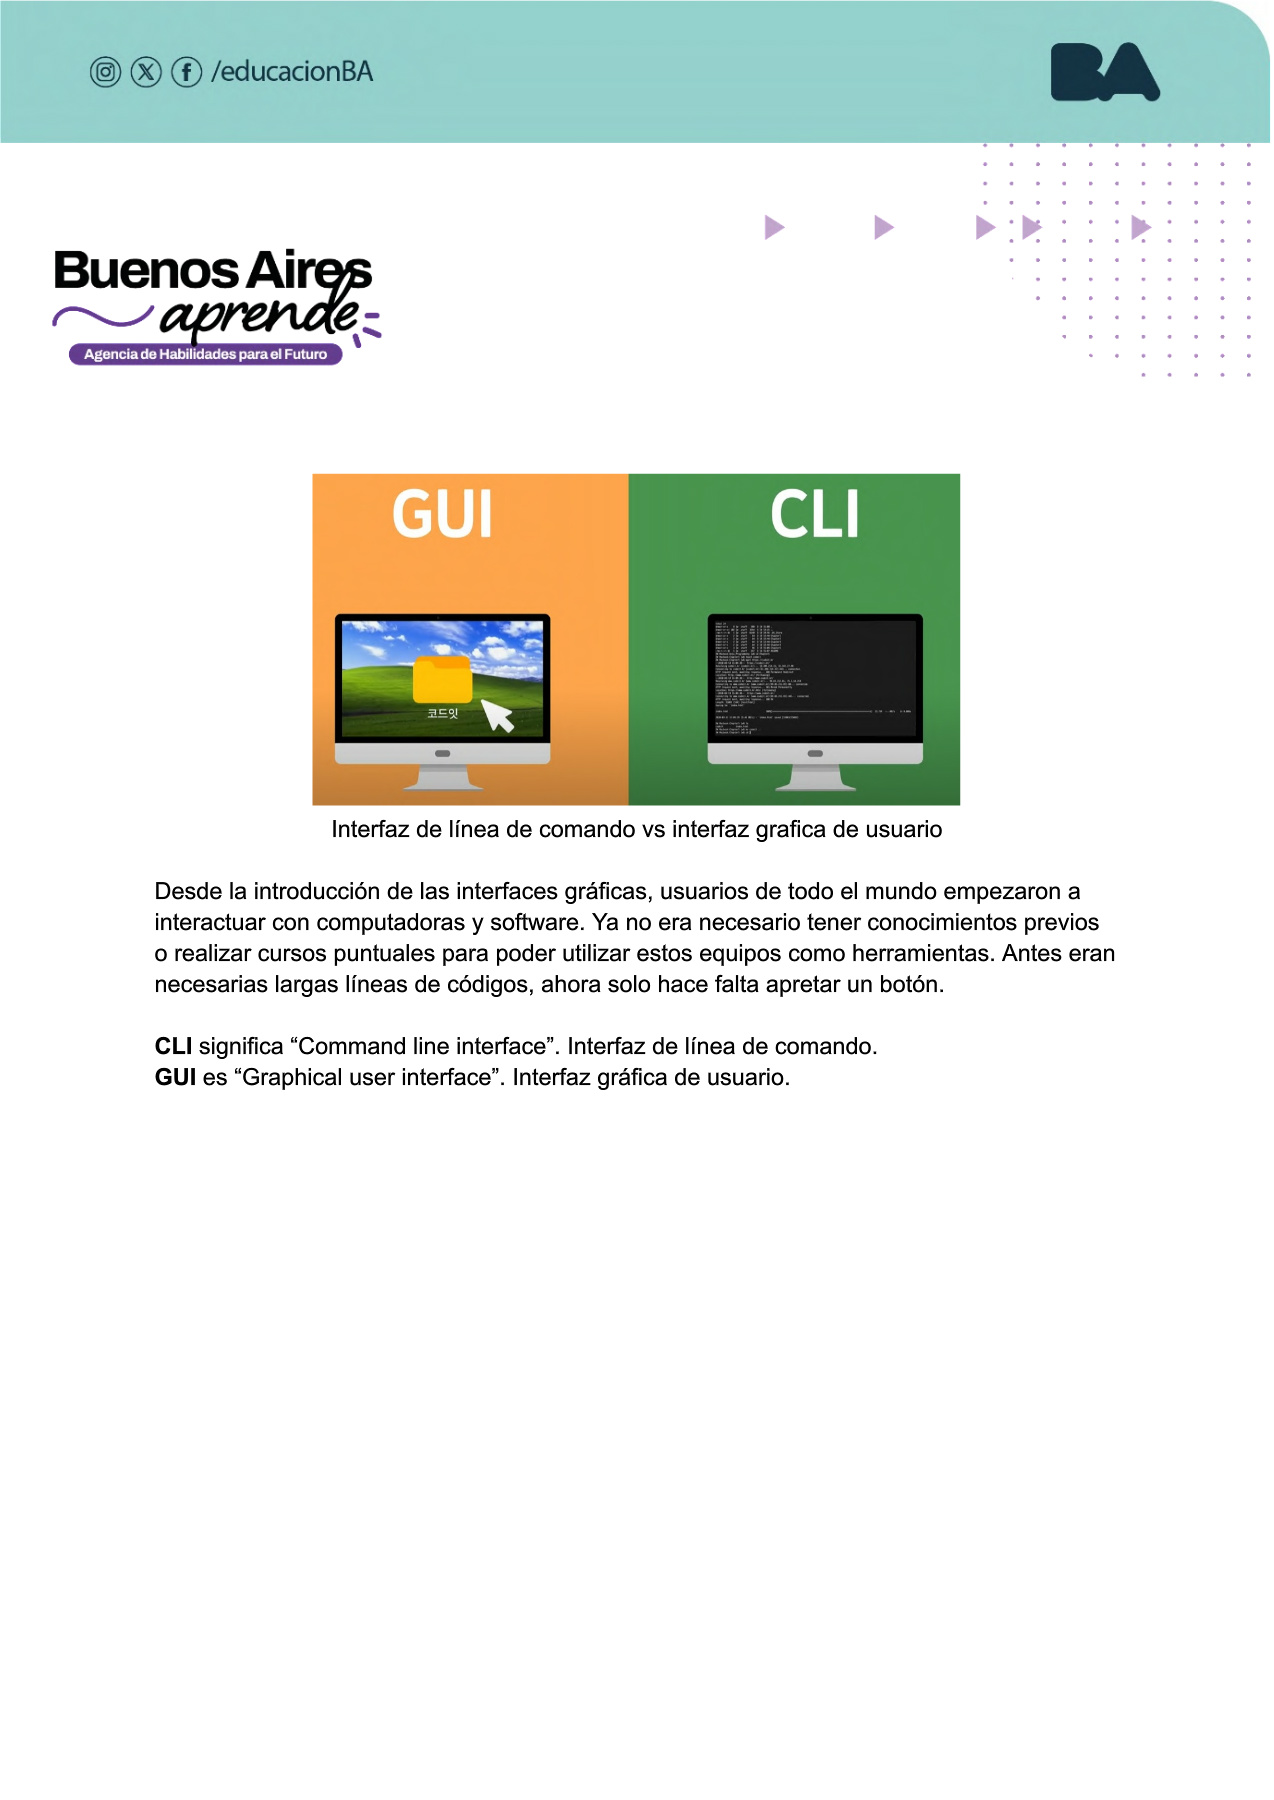 /educacionBA
BA
Buenos Aires
aprende
Agencia de Habilidades para el Futuro
GUI
CLI
코드잇
Interfaz de línea de comando vs interfaz grafica de usuario
Desde la introducción de las interfaces gráficas, usuarios de todo el mundo empezaron a
interactuar con computadoras y software. Ya no era necesario tener conocimientos previos
o realizar cursos puntuales para poder utilizar estos equipos como herramientas. Antes eran
necesarias largas líneas de códigos, ahora solo hace falta apretar un botón.
CLI significa “Command line interface”. Interfaz de línea de comando.
GUI es “Graphical user interface”. Interfaz gráfica de usuario.